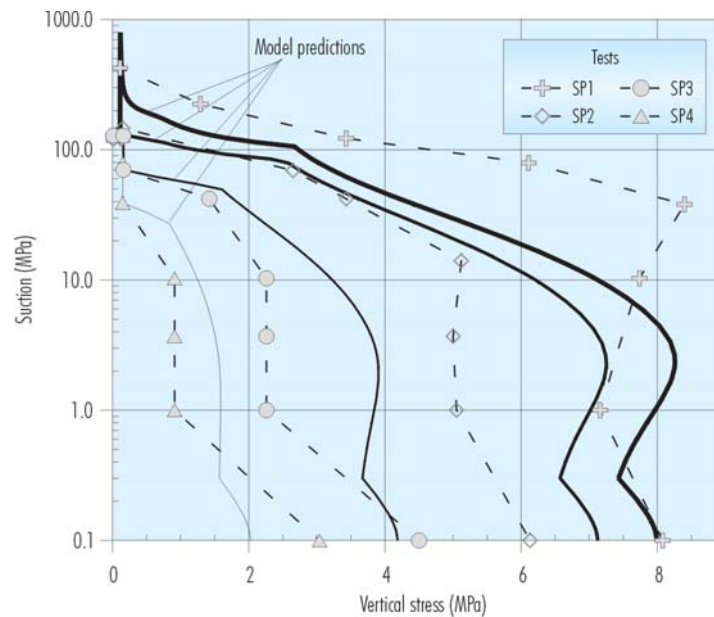 1000.0
Model predictions
Tests
SP1
SP3
SP2
SP4
100.0
Suction (MPa)
10.0
1.0
0.1
0
2
4
6
8
Vertical stress (MPa)